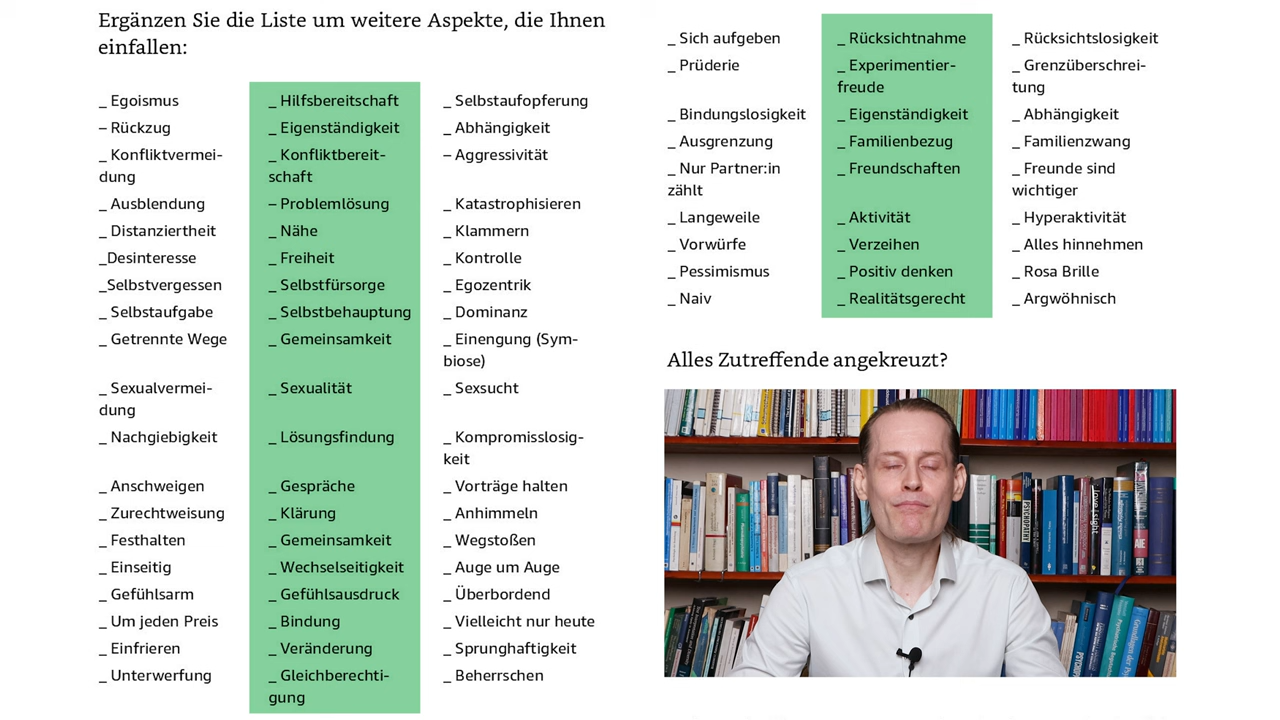 Ergänzen Sie die Liste um weitere Aspekte, die Ihnen
einfallen:
_ Egoismus
– Rückzug
_ Konfliktvermei-
dung
_ Ausblendung
_ Distanziertheit
_Desinteresse
_Selbstvergessen
_ Selbstaufgabe
_ Getrennte Wege
_ Sexualvermei-
dung
_ Nachgiebigkeit
_ Anschweigen
_ Zurechtweisung
_ Festhalten
_ Einseitig
_ Gefühlsarm
_ Um jeden Preis
_ Einfrieren
_ Unterwerfung
_ Hilfsbereitschaft
_ Eigenständigkeit
_ Konfliktbereit-
schaft
– Problemlösung
_ Nähe
_ Freiheit
_ Selbstfürsorge
_ Selbstbehauptung
_ Gemeinsamkeit
_ Sexualität
_ Lösungsfindung
_ Gespräche
_ Klärung
_ Gemeinsamkeit
_ Wechselseitigkeit
_ Gefühlsausdruck
_ Bindung
_ Veränderung
_ Gleichberechti-
gung
_ Selbstaufopferung
_ Abhängigkeit
– Aggressivität
_ Katastrophisieren
_ Klammern
_ Kontrolle
_ Egozentrik
_ Dominanz
_ Einengung (Sym-
biose)
_ Sexsucht
_ Kompromisslosig-
keit
_ Vorträge halten
_ Anhimmeln
_ Wegstoßen
_ Auge um Auge
_ Überbordend
_ Vielleicht nur heute
_ Sprunghaftigkeit
_ Beherrschen
_ Sich aufgeben
_ Prüderie
_ Bindungslosigkeit
_ Ausgrenzung
_ Nur Partner:in
zählt
_ Langeweile
_ Vorwürfe
_ Pessimismus
_ Naiv
_ Rücksichtnahme
_ Experimentier-
freude
_ Eigenständigkeit
_ Familienbezug
_ Freundschaften
_ Aktivität
_ Verzeihen
_ Positiv denken
_ Realitätsgerecht
_ Rücksichtslosigkeit
_ Grenzüberschrei-
tung
_ Abhängigkeit
_ Familienzwang
_ Freunde sind
wichtiger
_ Hyperaktivität
_ Alles hinnehmen
_ Rosa Brille
_ Argwöhnisch
Alles Zutreffende angekreuzt?
PSYCHOPATH
love&sight
AIE